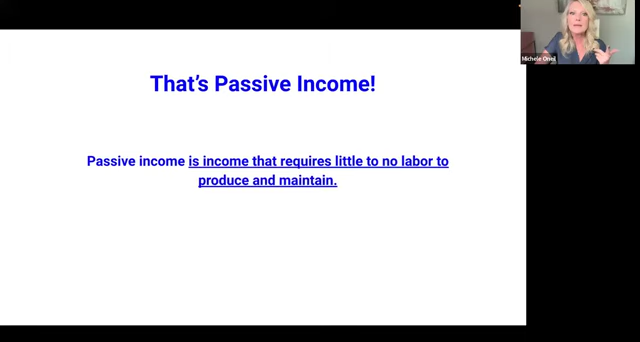 That's Passive Income!
Passive income is income that requires little to no labor to
produce and maintain.
Michele Oneil